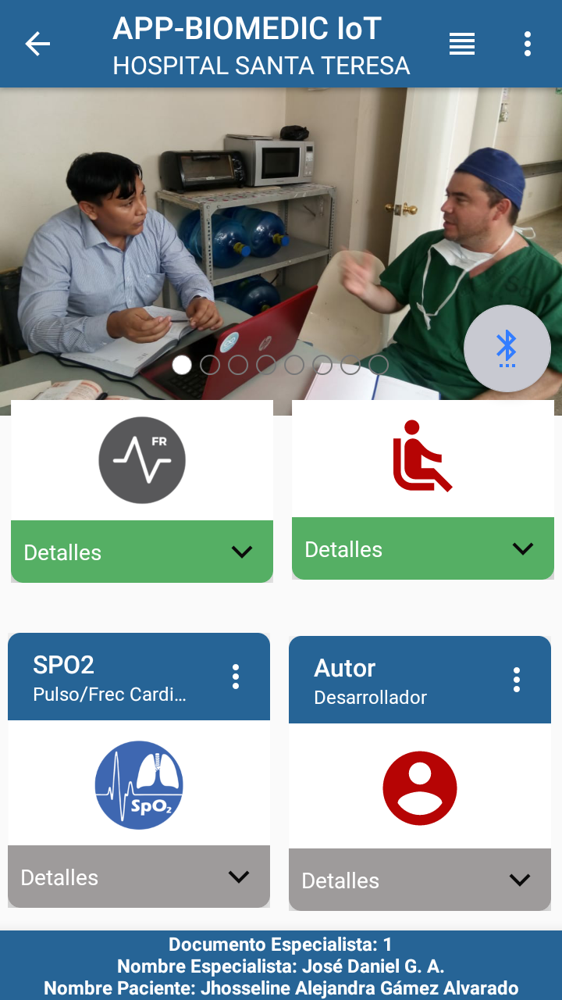 APP-BIOMEDIC IoT
HOSPITAL SANTA TERESA
hp
FR
Detalles
Detalles
SPO2
Pulso/Frec Cardi...
Autor
Desarrollador
SpO₂
Detalles
Detalles
Documento Especialista: 1
Nombre Especialista: José Daniel G. A.
Nombre Paciente: Jhosseline Alejandra Gámez Alvarado